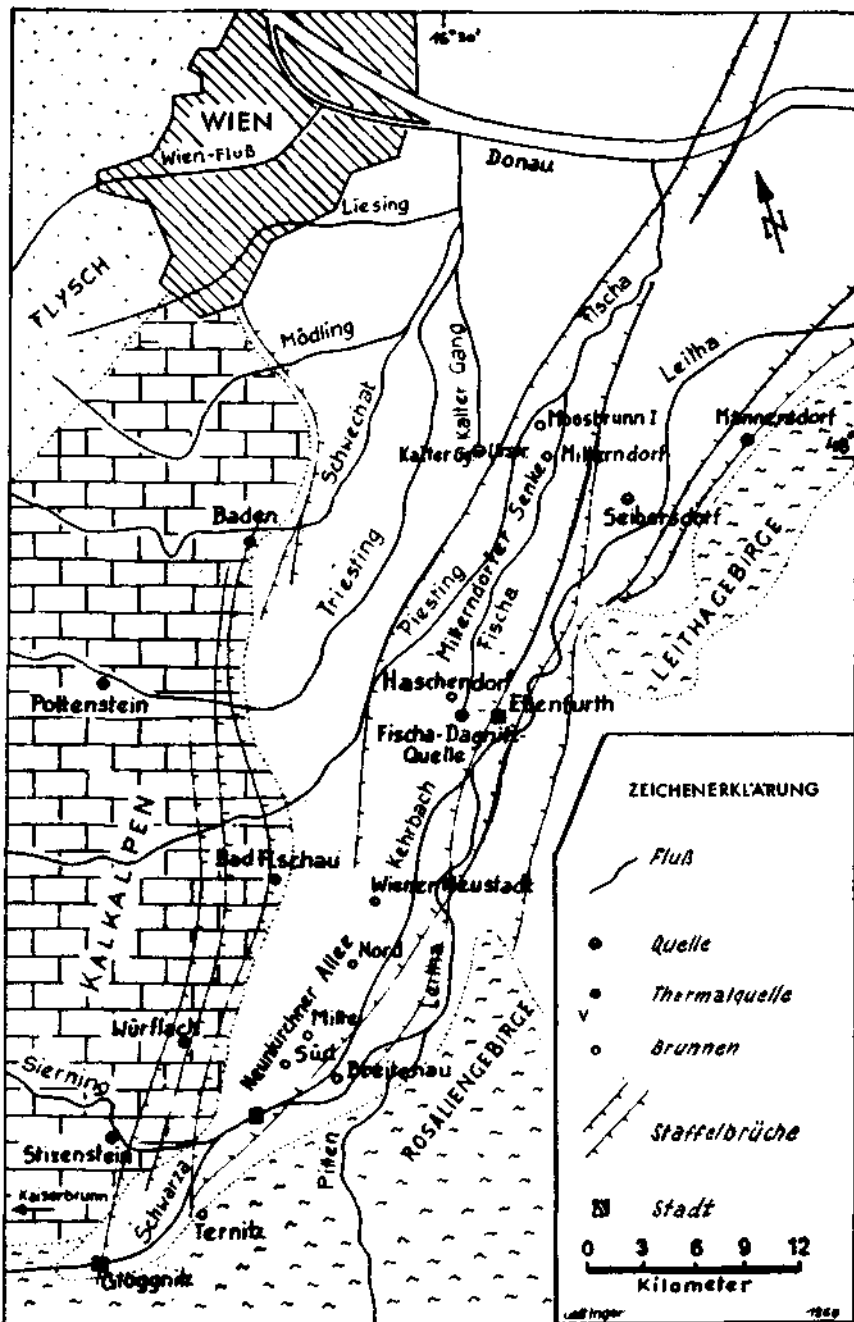 16° 30'
WIEN
Wien-Fluß
Donau
Liesing
N
FLYSCH
Mödling
Fischa
Schwechat
Kalter Gang
Leitha
Moosbrunn I
Mannersdorf
Mitterndorf
48°
Baden
Seibersdorf
Triesting
Piesting
Mitterndorfer Senke
Fischa
LEITHAGEBIRGE
Pottenstein
Haschendorf
Ebenfurth
Fischa-Dagnitz-
Quelle
KALKALPEN
Kehrbach
Bad Fischau
Wiener Neustadt
Neunkirchner Allee
Nord
Leitha
Mitte
Süd
Würflach
Breitenau
ROSALIENGEBIRGE
Sierning
Stixenstein
Pitten
Kaiserbrunn
Schwarza
Ternitz
Gloggnitz
ZEICHENERKLÄRUNG
Fluß
Quelle
Thermalquelle
V
Brunnen
Staffelbrüche
Stadt
0 3 6 9 12
Kilometer